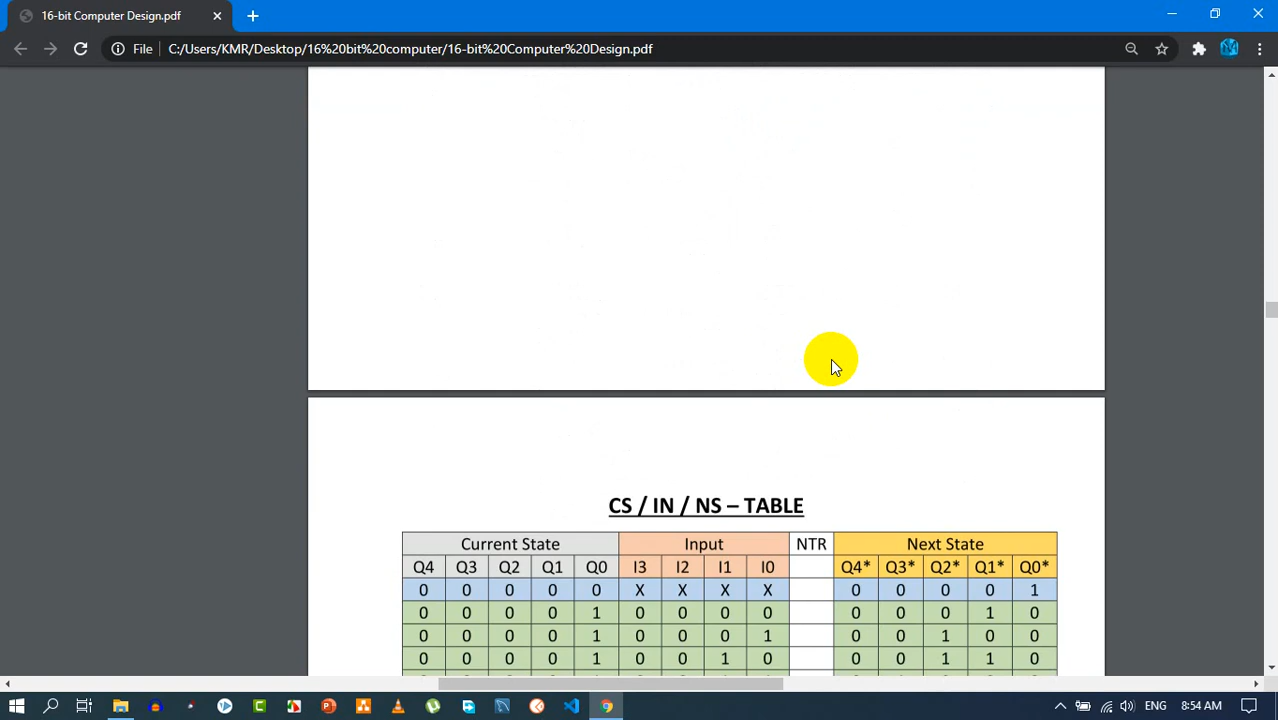 16-bit Computer Design.pdf
File C:/Users/KMR/Desktop/16%20bit%20computer/16-bit%20Computer%20Design.pdf
CS / IN / NS – TABLE
Current State Input NTR Next State
Q4 Q3 Q2 Q1 Q0 I3 I2 I1 I0 Q4* Q3* Q2* Q1* Q0*
0 0 0 0 0 X X X X 0 0 0 0 1
0 0 0 0 1 0 0 0 0 0 0 0 1 0
0 0 0 0 1 0 0 0 1 0 0 1 0 0
0 0 0 0 1 0 0 1 0 0 0 1 1 0
ENG 8:54 AM